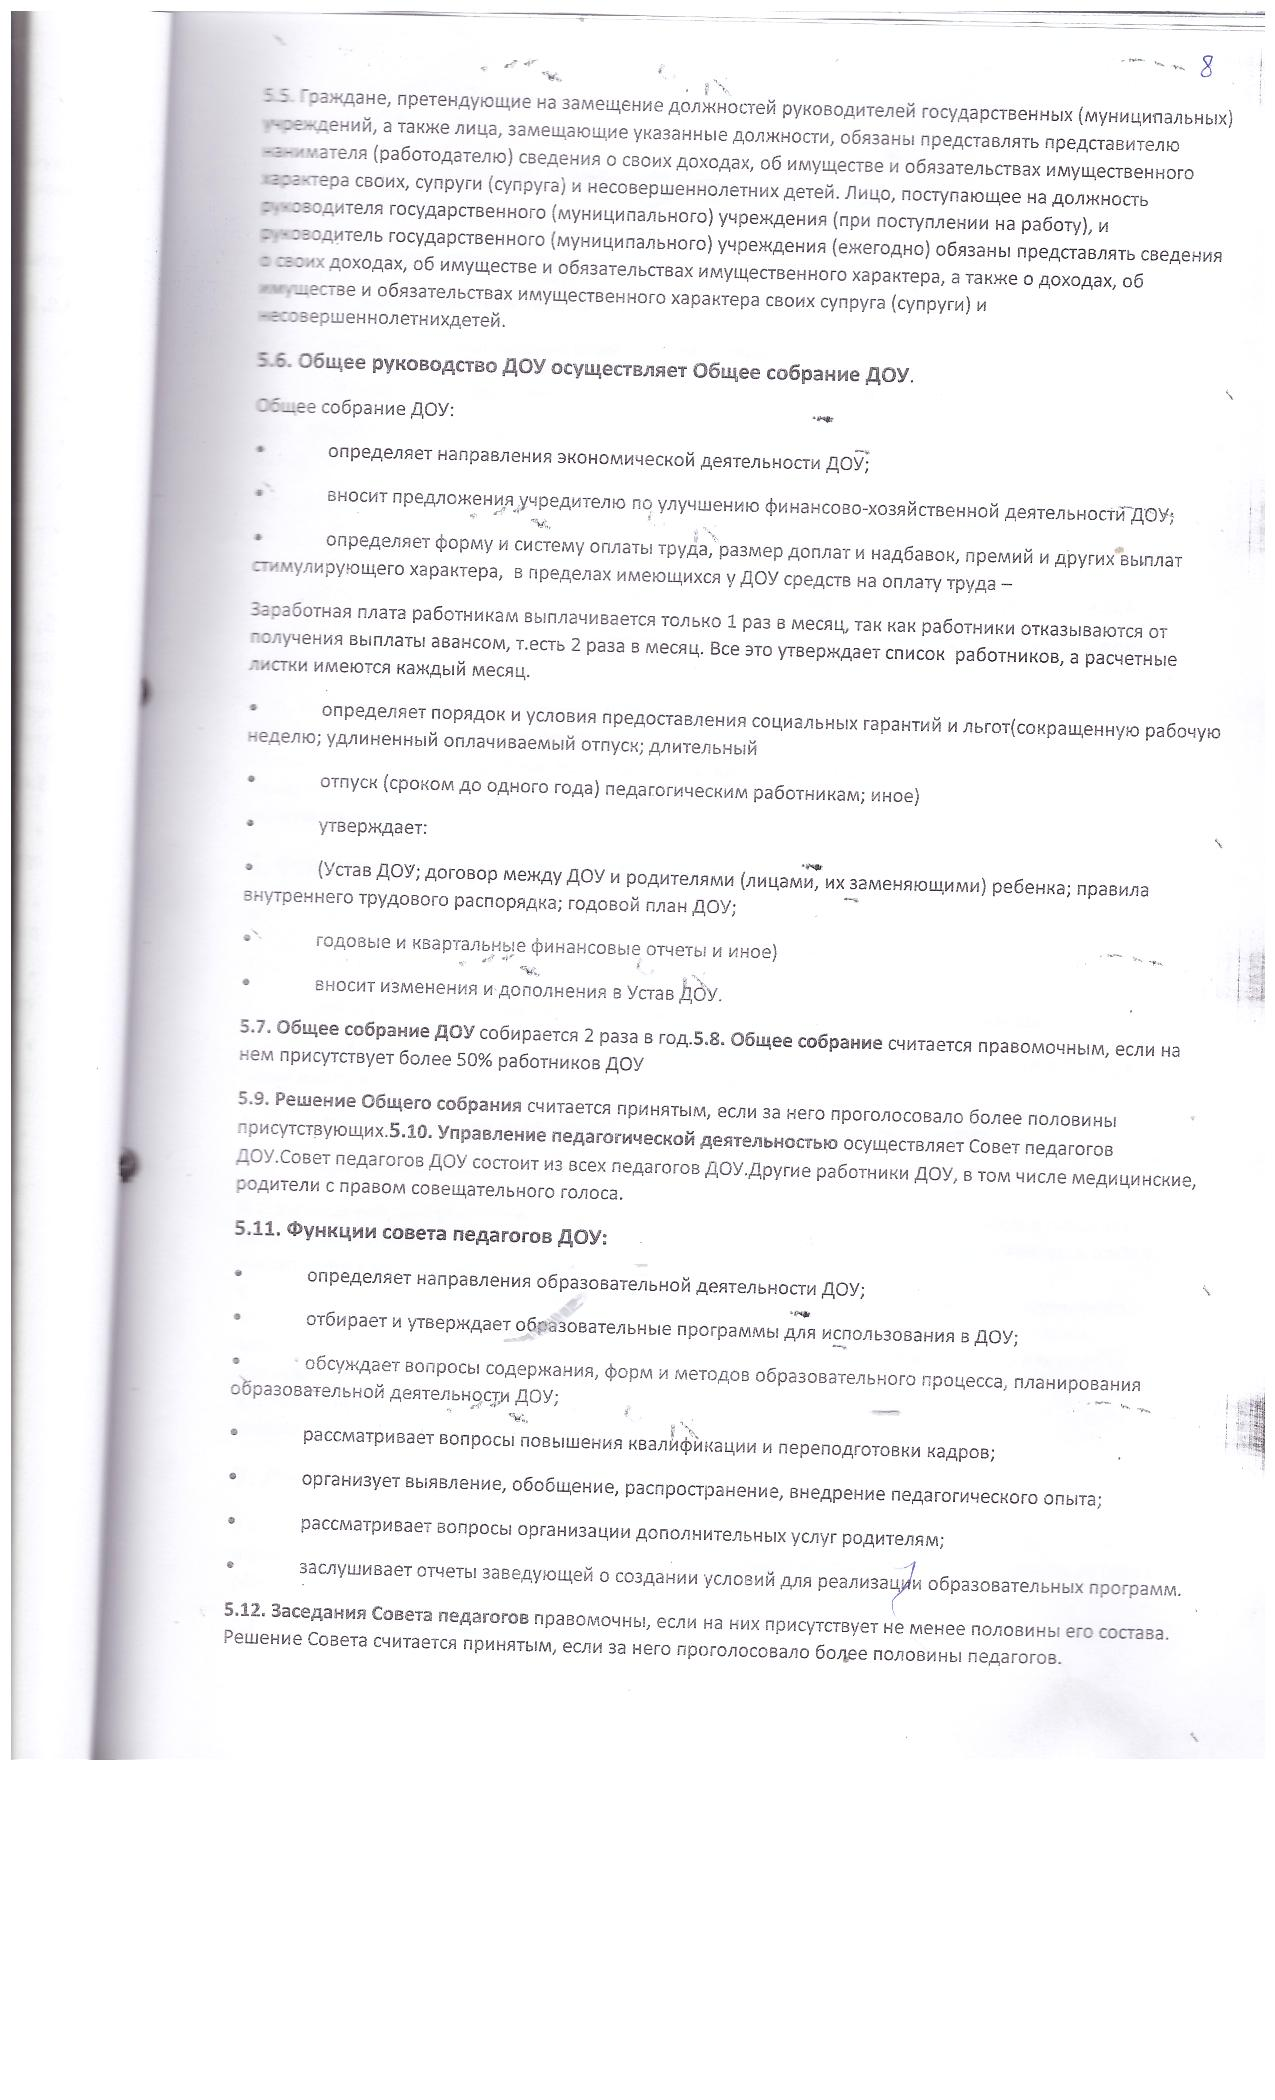 8
5.5. Граждане, претендующие на замещение должностей руководителей государственных (муниципальных)
учреждений, а также лица, замещающие указанные должности, обязаны представлять представителю
нанимателя (работодателю) сведения о своих доходах, об имуществе и обязательствах имущественного
характера своих, супруги (супруга) и несовершеннолетних детей. Лицо, поступающее на должность
руководителя государственного (муниципального) учреждения (при поступлении на работу), и
руководитель государственного (муниципального) учреждения (ежегодно) обязаны представлять сведения
о своих доходах, об имуществе и обязательствах имущественного характера, а также о доходах, об
имуществе и обязательствах имущественного характера своих супруга (супруги) и
несовершеннолетнихдетей.
5.6. Общее руководство ДОУ осуществляет Общее собрание ДОУ.
Общее собрание ДОУ:
• определяет направления экономической деятельности ДОУ;
• вносит предложения учредителю по улучшению финансово-хозяйственной деятельности ДОУ;
• определяет форму и систему оплаты труда, размер доплат и надбавок, премий и других выплат
стимулирующего характера, в пределах имеющихся у ДОУ средств на оплату труда –
Заработная плата работникам выплачивается только 1 раз в месяц, так как работники отказываются от
получения выплаты авансом, т.есть 2 раза в месяц. Все это утверждает список работников, а расчетные
листки имеются каждый месяц.
• определяет порядок и условия предоставления социальных гарантий и льгот(сокращенную рабочую
неделю; удлиненный оплачиваемый отпуск; длительный
• отпуск (сроком до одного года) педагогическим работникам; иное)
• утверждает:
• (Устав ДОУ; договор между ДОУ и родителями (лицами, их заменяющими) ребенка; правила
внутреннего трудового распорядка; годовой план ДОУ;
• годовые и квартальные финансовые отчеты и иное)
• вносит изменения и дополнения в Устав ДОУ.
5.7. Общее собрание ДОУ собирается 2 раза в год.5.8. Общее собрание считается правомочным, если на
нем присутствует более 50% работников ДОУ
5.9. Решение Общего собрания считается принятым, если за него проголосовало более половины
присутствующих.5.10. Управление педагогической деятельностью осуществляет Совет педагогов
ДОУ.Совет педагогов ДОУ состоит из всех педагогов ДОУ.Другие работники ДОУ, в том числе медицинские,
родители с правом совещательного голоса.
5.11. Функции совета педагогов ДОУ:
• определяет направления образовательной деятельности ДОУ;
• отбирает и утверждает образовательные программы для использования в ДОУ;
• обсуждает вопросы содержания, форм и методов образовательного процесса, планирования
образовательной деятельности ДОУ;
• рассматривает вопросы повышения квалификации и переподготовки кадров;
• организует выявление, обобщение, распространение, внедрение педагогического опыта;
• рассматривает вопросы организации дополнительных услуг родителям;
• заслушивает отчеты заведующей о создании условий для реализации образовательных программ.
5.12. Заседания Совета педагогов правомочны, если на них присутствует не менее половины его состава.
Решение Совета считается принятым, если за него проголосовало более половины педагогов.